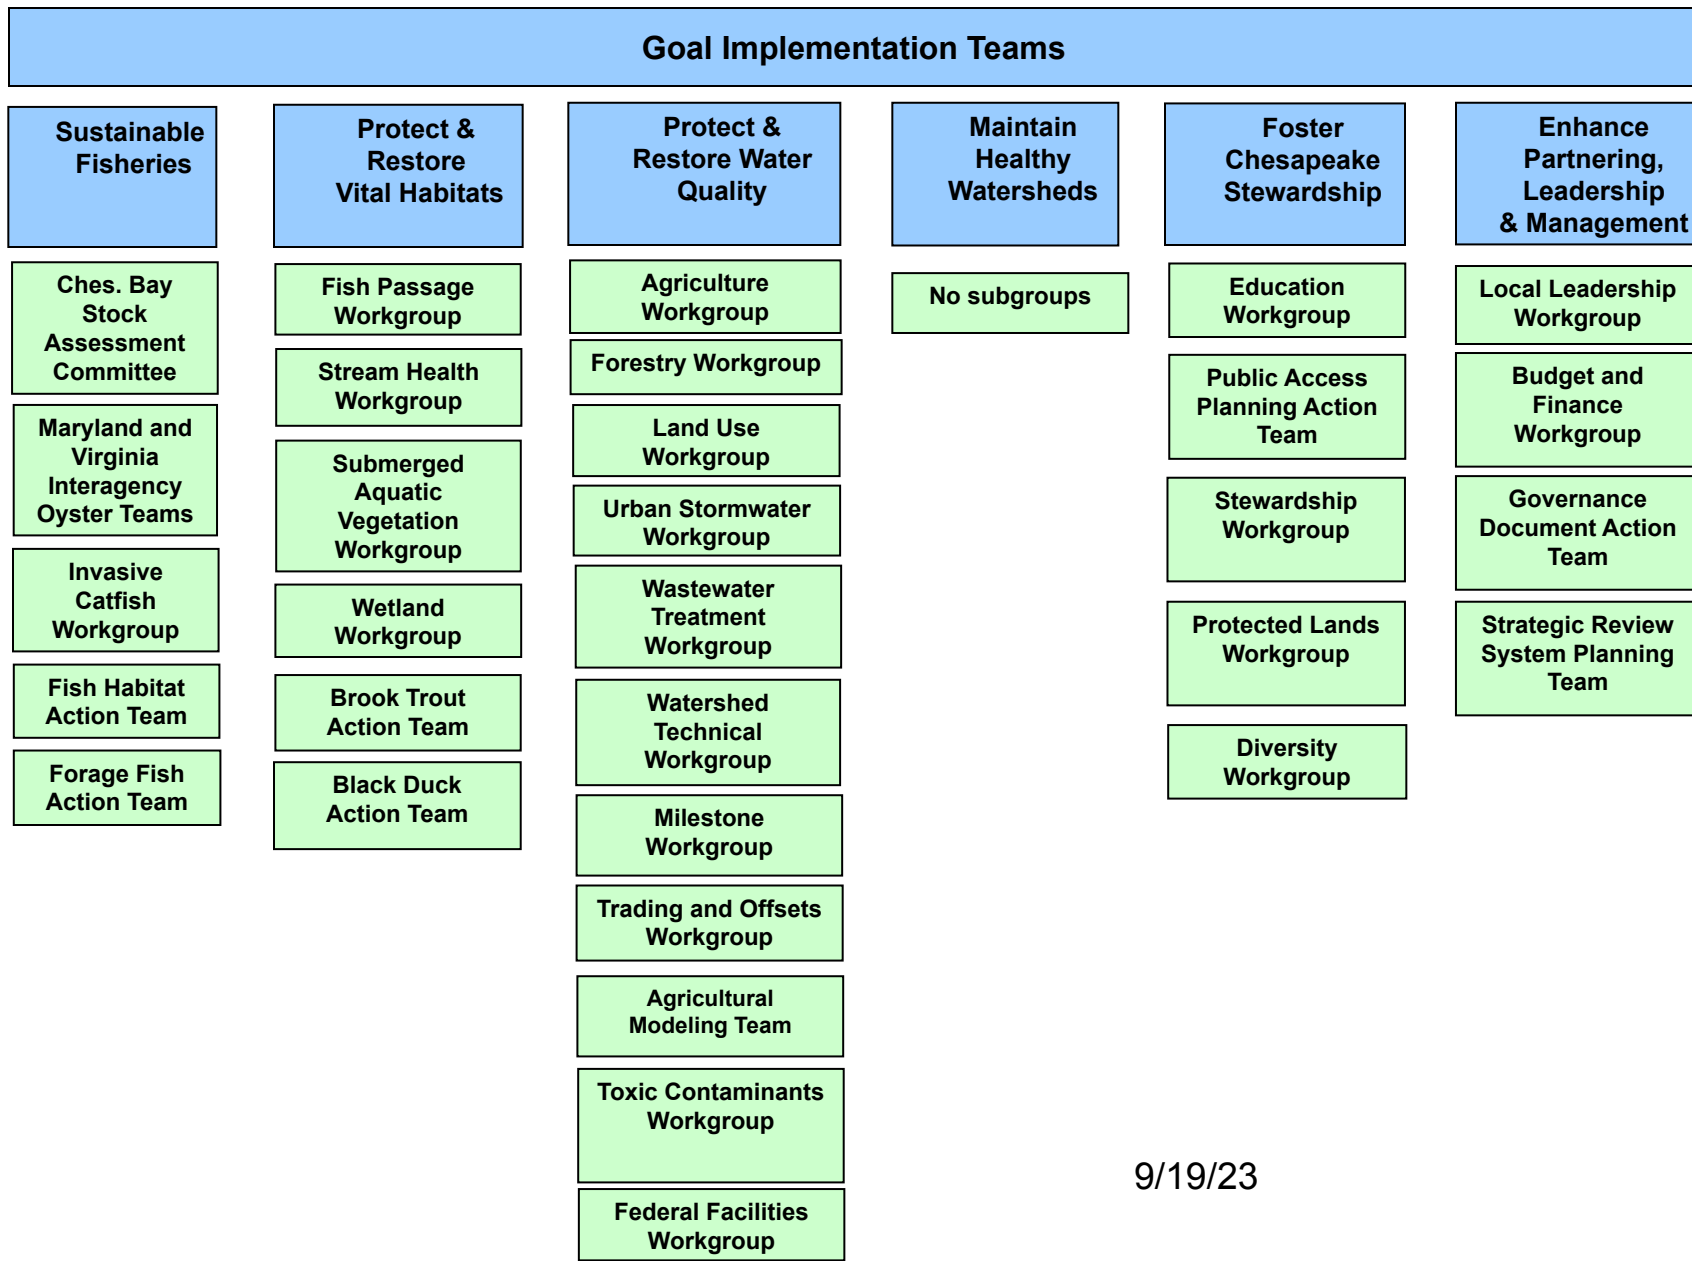 Goal Implementation Teams
Sustainable
Fisheries
Ches. Bay
Stock
Assessment
Committee
Maryland and
Virginia
Interagency
Oyster Teams
Invasive
Catfish
Workgroup
Fish Habitat
Action Team
Forage Fish
Action Team
Protect &
Restore
Vital Habitats
Fish Passage
Workgroup
Stream Health
Workgroup
Submerged
Aquatic
Vegetation
Workgroup
Wetland
Workgroup
Brook Trout
Action Team
Black Duck
Action Team
Protect &
Restore Water
Quality
Agriculture
Workgroup
Forestry Workgroup
Land Use
Workgroup
Urban Stormwater
Workgroup
Wastewater
Treatment
Workgroup
Watershed
Technical
Workgroup
Milestone
Workgroup
Trading and Offsets
Workgroup
Agricultural
Modeling Team
Toxic Contaminants
Workgroup
Federal Facilities
Workgroup
Maintain
Healthy
Watersheds
No subgroups
Foster
Chesapeake
Stewardship
Education
Workgroup
Public Access
Planning Action
Team
Stewardship
Workgroup
Protected Lands
Workgroup
Diversity
Workgroup
Enhance
Partnering,
Leadership
& Management
Local Leadership
Workgroup
Budget and
Finance
Workgroup
Governance
Document Action
Team
Strategic Review
System Planning
Team
9/19/23